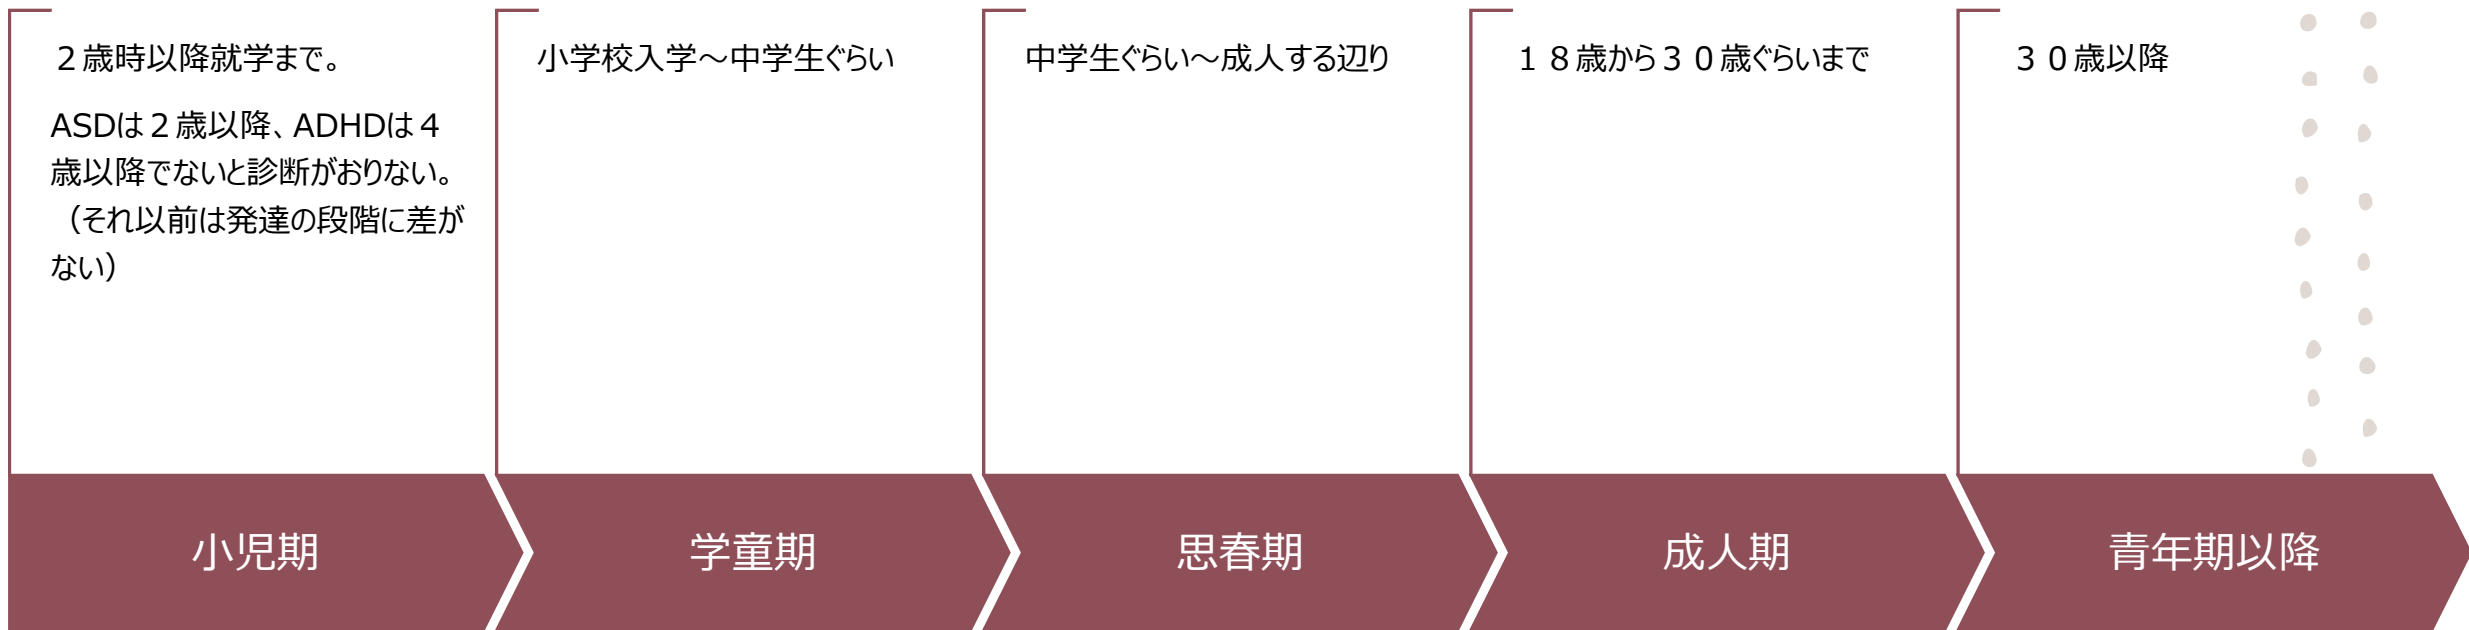 ２歳時以降就学まで。
ASDは２歳以降、ADHDは４
歳以降でないと診断がおりない。
（それ以前は発達の段階に差が
ない）
小学校入学～中学生ぐらい
中学生ぐらい～成人する辺り
１８歳から３０歳ぐらいまで
３０歳以降
小児期
学童期
思春期
成人期
青年期以降